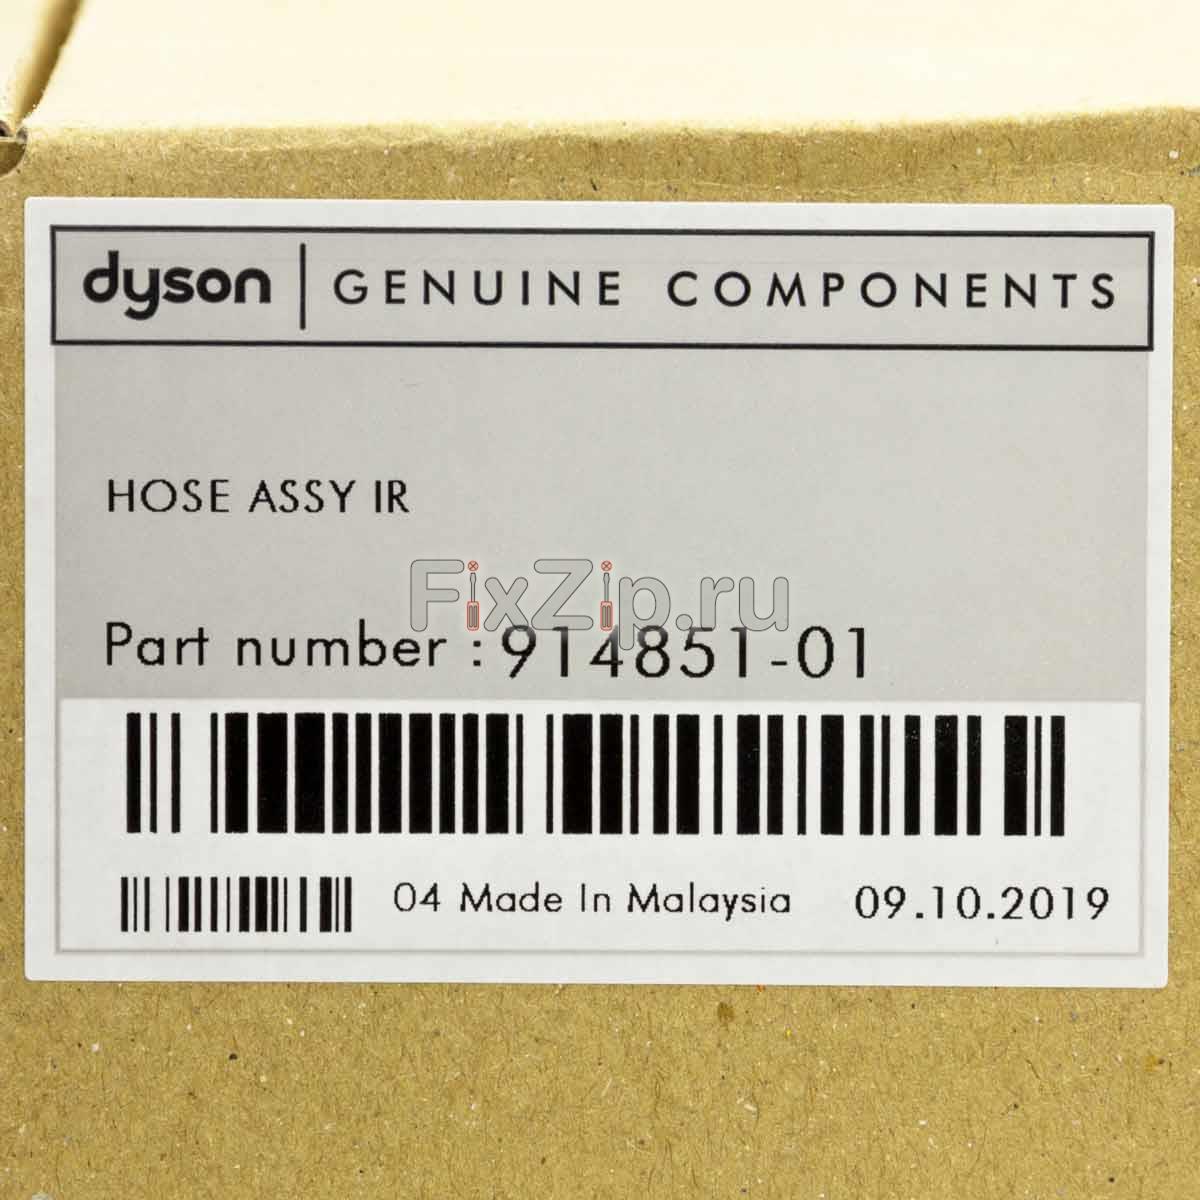 dyson GENUINE COMPONENTS
HOSE ASSY IR
FixZip.ru
Part number : 914851-01
04 Made In Malaysia 09.10.2019